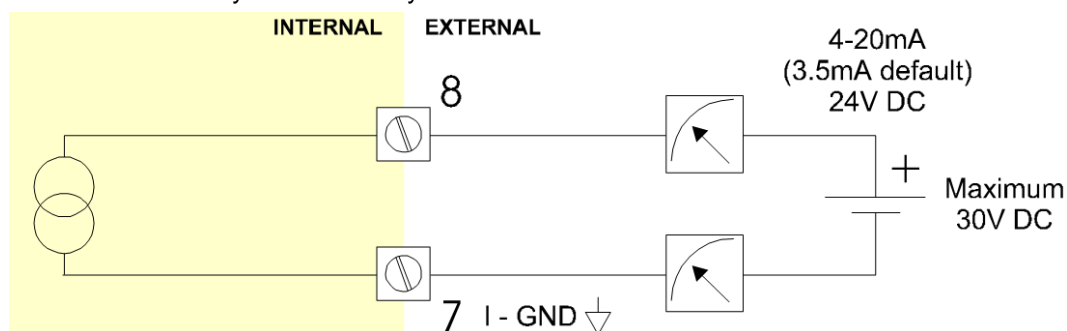 INTERNAL EXTERNAL
4-20mA
(3.5mA default)
24V DC
8
+
Maximum
30V DC
7 I - GND